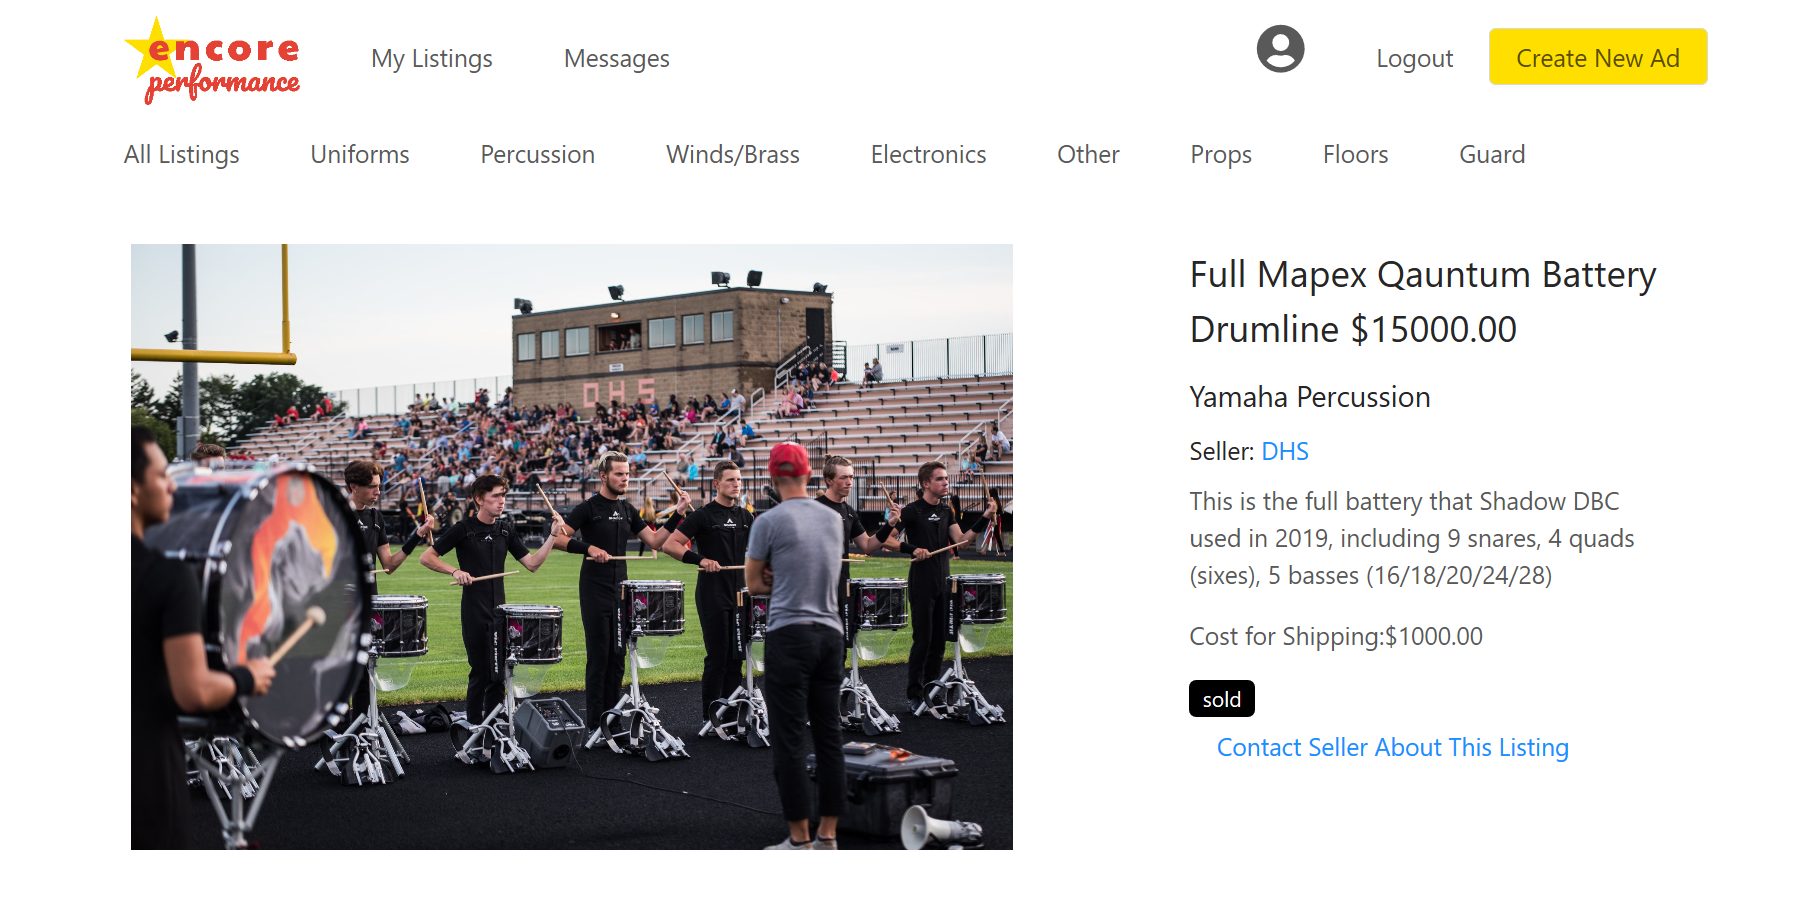 encore
performance
My Listings
Messages
Logout
Create New Ad
All Listings
Uniforms
Percussion
Winds/Brass
Electronics
Other
Props
Floors
Guard
DHS
Full Mapex Qauntum Battery
Drumline $15000.00
Yamaha Percussion
Seller: DHS
This is the full battery that Shadow DBC
used in 2019, including 9 snares, 4 quads
(sixes), 5 basses (16/18/20/24/28)
Cost for Shipping:$1000.00
sold
Contact Seller About This Listing